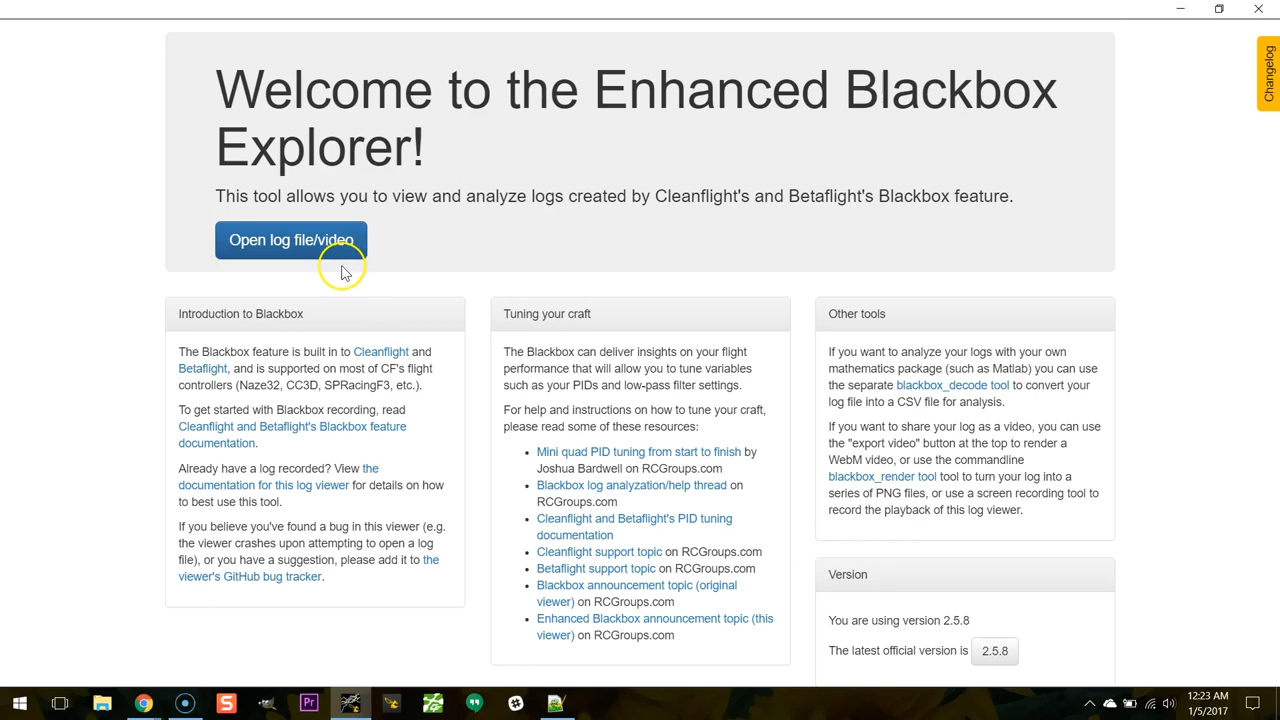 Changelog
Welcome to the Enhanced Blackbox
Explorer!
This tool allows you to view and analyze logs created by Cleanflight's and Betaflight's Blackbox feature.
Open log file/video
Introduction to Blackbox
The Blackbox feature is built in to Cleanflight and
Betaflight, and is supported on most of CF's flight
controllers (Naze32, CC3D, SPRacingF3, etc.).
To get started with Blackbox recording, read
Cleanflight and Betaflight's Blackbox feature
documentation.
Already have a log recorded? View the
documentation for this log viewer for details on how
to best use this tool.
If you believe you've found a bug in this viewer (e.g.
the viewer crashes upon attempting to open a log
file), or you have a suggestion, please add it to the
viewer's GitHub bug tracker.
Tuning your craft
The Blackbox can deliver insights on your flight
performance that will allow you to tune variables
such as your PIDs and low-pass filter settings.
For help and instructions on how to tune your craft,
please read some of these resources:
• Mini quad PID tuning from start to finish by
Joshua Bardwell on RCGroups.com
• Blackbox log analyzation/help thread on
RCGroups.com
• Cleanflight and Betaflight's PID tuning
documentation
• Cleanflight support topic on RCGroups.com
• Betaflight support topic on RCGroups.com
• Blackbox announcement topic (original
viewer) on RCGroups.com
• Enhanced Blackbox announcement topic (this
viewer) on RCGroups.com
Other tools
If you want to analyze your logs with your own
mathematics package (such as Matlab) you can use
the separate blackbox_decode tool to convert your
log file into a CSV file for analysis.
If you want to share your log as a video, you can use
the "export video" button at the top to render a
WebM video, or use the commandline
blackbox_render tool tool to turn your log into a
series of PNG files, or use a screen recording tool to
record the playback of this log viewer.
Version
You are using version 2.5.8
The latest official version is 2.5.8
S
Pr
12:23 AM
1/5/2017